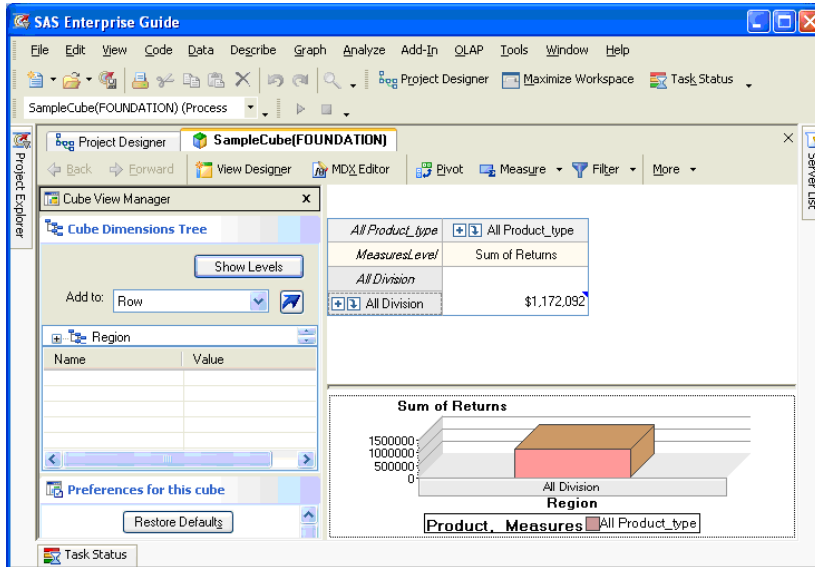 SAS Enterprise Guide
File Edit View Code Data Describe Graph Analyze Add-In OLAP Tools Window Help
Project Designer Maximize Workspace Task Status
SampleCube(FOUNDATION) (Process
Project Explorer
Project Designer SampleCube(FOUNDATION)
Server List
Back Forward View Designer MDX Editor Pivot Measure Filter More
Cube View Manager x
Cube Dimensions Tree
Show Levels
Add to: Row
Region
Name Value
Preferences for this cube
Restore Defaults
All Product_type All Product_type
MeasuresLevel Sum of Returns
All Division
All Division $1,172,092
Sum of Returns
1500000
1000000
500000
0
All Division
Region
Product, Measures All Product_type
Task Status